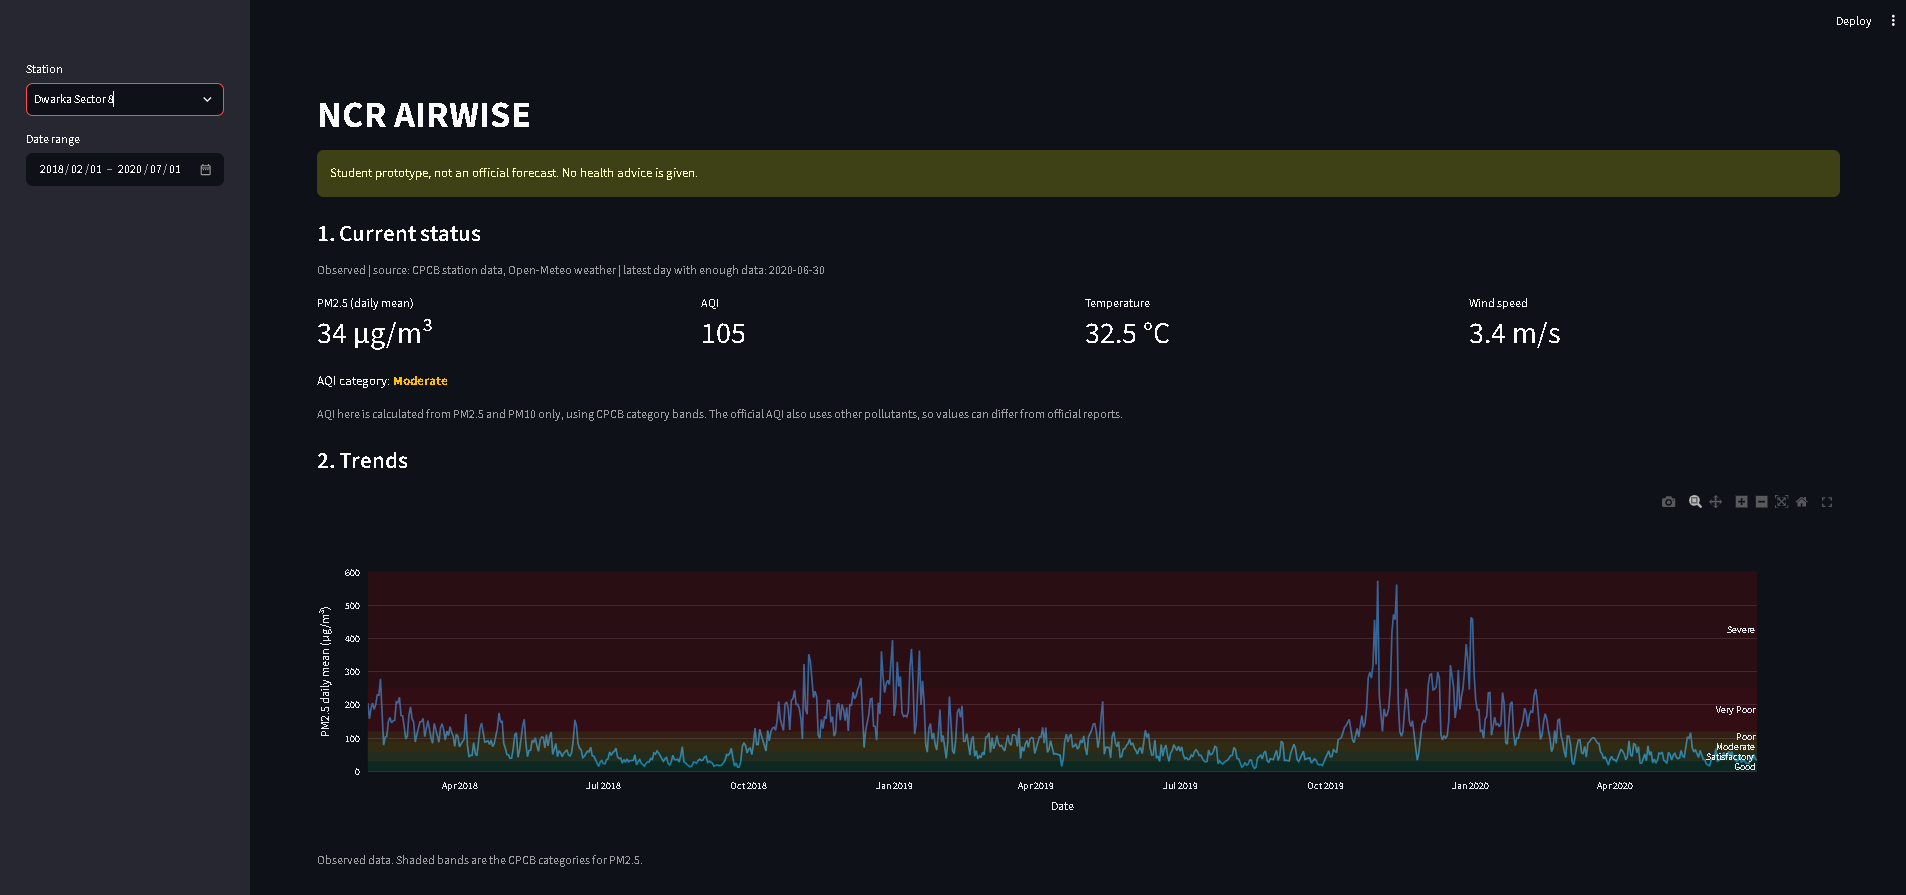 Deploy
Station
Dwarka Sector 8
Date range
2018/02/01 – 2020/07/01
NCR AIRWISE
Student prototype, not an official forecast. No health advice is given.
1. Current status
Observed | source: CPCB station data, Open-Meteo weather | latest day with enough data: 2020-06-30
PM2.5 (daily mean)
34 µg/m³
AQI
105
Temperature
32.5 °C
Wind speed
3.4 m/s
AQI category: Moderate
AQI here is calculated from PM2.5 and PM10 only, using CPCB category bands. The official AQI also uses other pollutants, so values can differ from official reports.
2. Trends
PM2.5 daily mean (µg/m³)
600
500
400
300
200
100
0
Severe
Very Poor
Poor
Moderate
Satisfactory
Good
Apr 2018
Jul 2018
Oct 2018
Jan 2019
Apr 2019
Jul 2019
Oct 2019
Jan 2020
Apr 2020
Date
Observed data. Shaded bands are the CPCB categories for PM2.5.